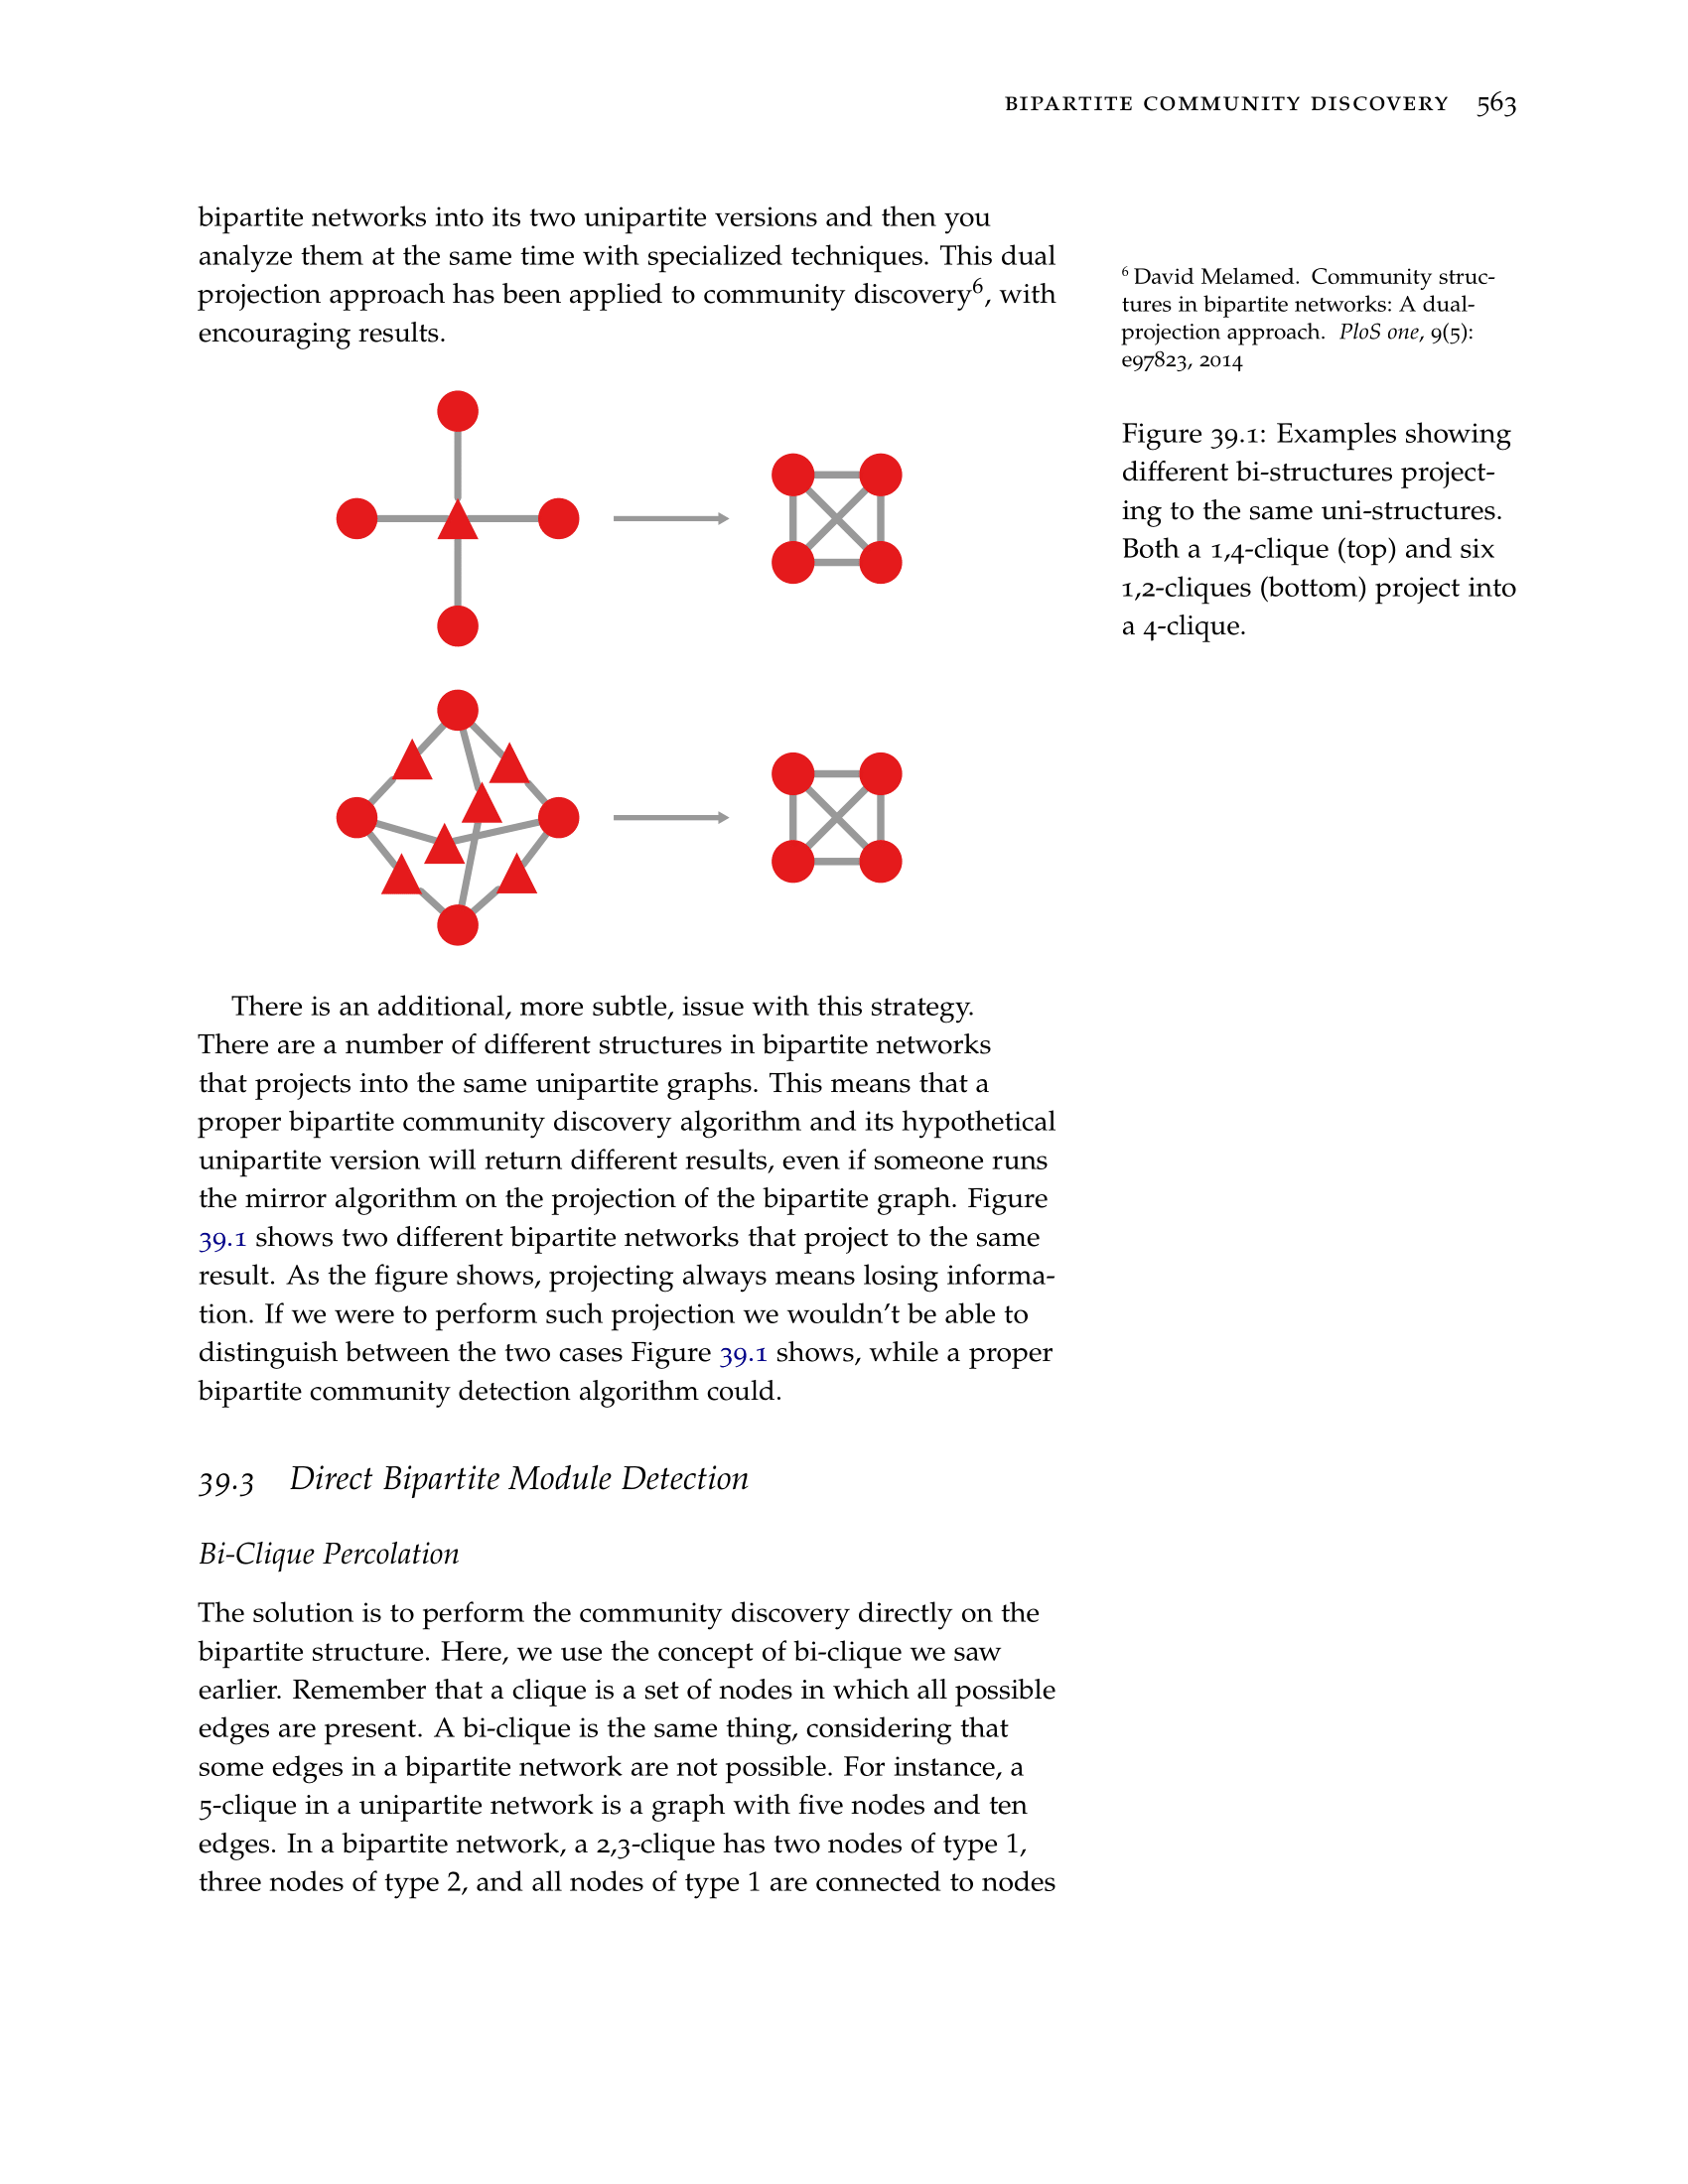 BIPARTITE COMMUNITY DISCOVERY 563
bipartite networks into its two unipartite versions and then you
analyze them at the same time with specialized techniques. This dual
projection approach has been applied to community discovery6, with
encouraging results.
6 David Melamed. Community struc-
tures in bipartite networks: A dual-
projection approach. PloS one, 9(5):
e97823, 2014
Figure 39.1: Examples showing
different bi-structures project-
ing to the same uni-structures.
Both a 1,4-clique (top) and six
1,2-cliques (bottom) project into
a 4-clique.
There is an additional, more subtle, issue with this strategy.
There are a number of different structures in bipartite networks
that projects into the same unipartite graphs. This means that a
proper bipartite community discovery algorithm and its hypothetical
unipartite version will return different results, even if someone runs
the mirror algorithm on the projection of the bipartite graph. Figure
39.1 shows two different bipartite networks that project to the same
result. As the figure shows, projecting always means losing informa-
tion. If we were to perform such projection we wouldn't be able to
distinguish between the two cases Figure 39.1 shows, while a proper
bipartite community detection algorithm could.
39.3 Direct Bipartite Module Detection
Bi-Clique Percolation
The solution is to perform the community discovery directly on the
bipartite structure. Here, we use the concept of bi-clique we saw
earlier. Remember that a clique is a set of nodes in which all possible
edges are present. A bi-clique is the same thing, considering that
some edges in a bipartite network are not possible. For instance, a
5-clique in a unipartite network is a graph with five nodes and ten
edges. In a bipartite network, a 2,3-clique has two nodes of type 1,
three nodes of type 2, and all nodes of type 1 are connected to nodes